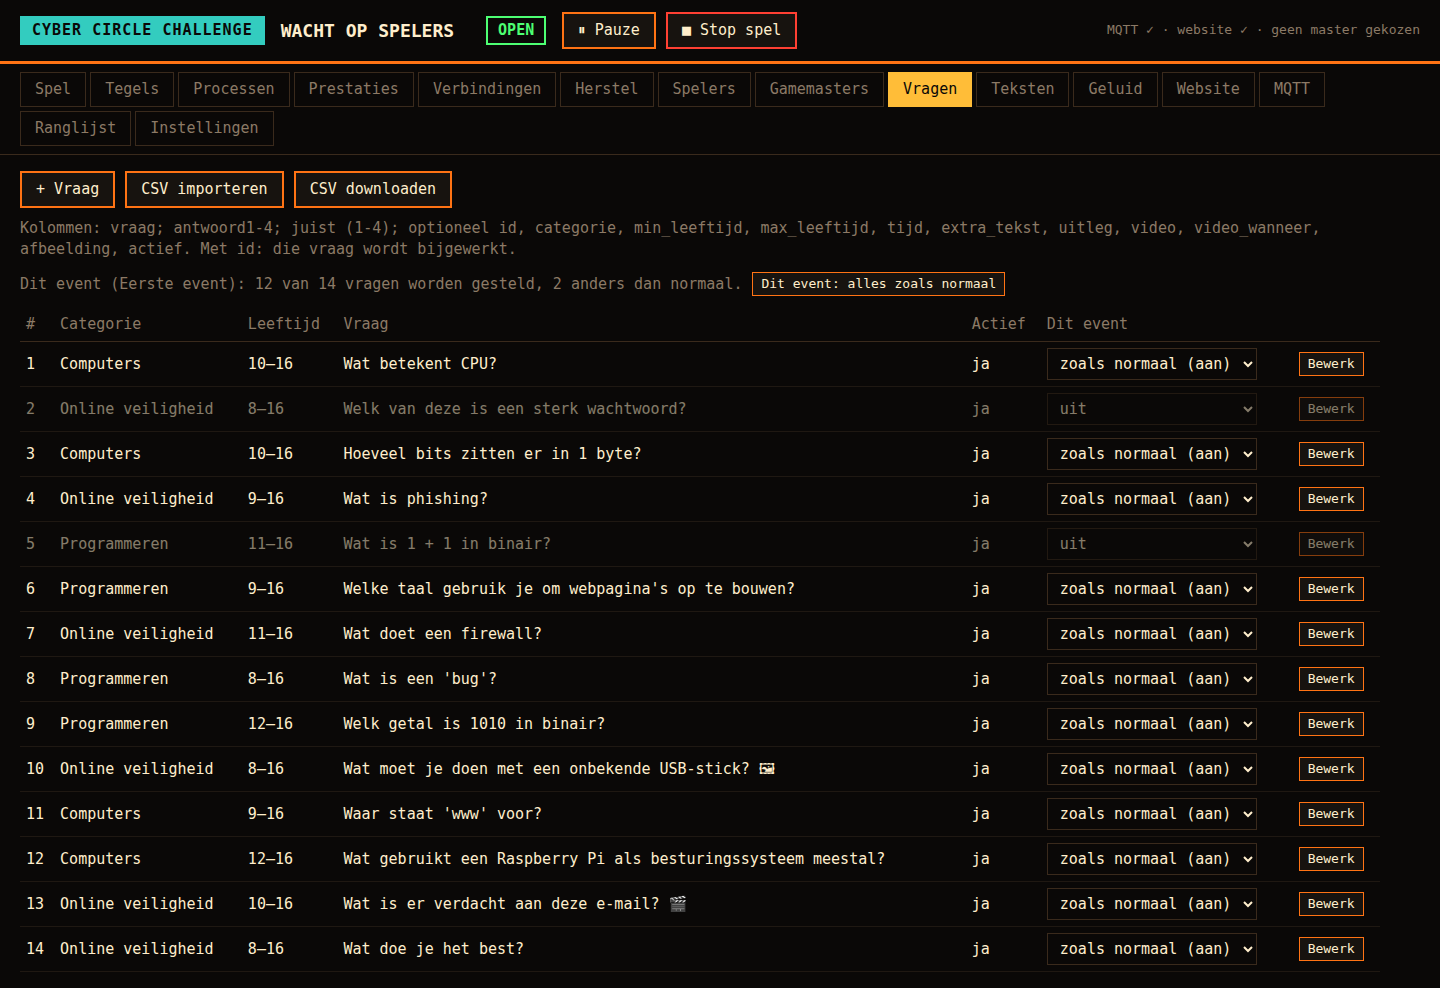 CYBER CIRCLE CHALLENGE WACHT OP SPELERS OPEN ⏸ Pauze ■ Stop spel MQTT ✓ · website ✓ · geen master gekozen
Spel Tegels Processen Prestaties Verbindingen Herstel Spelers Gamemasters Vragen Teksten Geluid Website MQTT
Ranglijst Instellingen
+ Vraag CSV importeren CSV downloaden
Kolommen: vraag; antwoord1-4; juist (1-4); optioneel id, categorie, min_leeftijd, max_leeftijd, tijd, extra_tekst, uitleg, video, video_wanneer,
afbeelding, actief. Met id: die vraag wordt bijgewerkt.
Dit event (Eerste event): 12 van 14 vragen worden gesteld, 2 anders dan normaal. Dit event: alles zoals normaal
# Categorie Leeftijd Vraag Actief Dit event
1 Computers 10–16 Wat betekent CPU? ja zoals normaal (aan) Bewerk
2 Online veiligheid 8–16 Welk van deze is een sterk wachtwoord? ja uit Bewerk
3 Computers 10–16 Hoeveel bits zitten er in 1 byte? ja zoals normaal (aan) Bewerk
4 Online veiligheid 9–16 Wat is phishing? ja zoals normaal (aan) Bewerk
5 Programmeren 11–16 Wat is 1 + 1 in binair? ja uit Bewerk
6 Programmeren 9–16 Welke taal gebruik je om webpagina's op te bouwen? ja zoals normaal (aan) Bewerk
7 Online veiligheid 11–16 Wat doet een firewall? ja zoals normaal (aan) Bewerk
8 Programmeren 8–16 Wat is een 'bug'? ja zoals normaal (aan) Bewerk
9 Programmeren 12–16 Welk getal is 1010 in binair? ja zoals normaal (aan) Bewerk
10 Online veiligheid 8–16 Wat moet je doen met een onbekende USB-stick? 🖼 ja zoals normaal (aan) Bewerk
11 Computers 9–16 Waar staat 'www' voor? ja zoals normaal (aan) Bewerk
12 Computers 12–16 Wat gebruikt een Raspberry Pi als besturingssysteem meestal? ja zoals normaal (aan) Bewerk
13 Online veiligheid 10–16 Wat is er verdacht aan deze e-mail? 🎬 ja zoals normaal (aan) Bewerk
14 Online veiligheid 8–16 Wat doe je het best? ja zoals normaal (aan) Bewerk